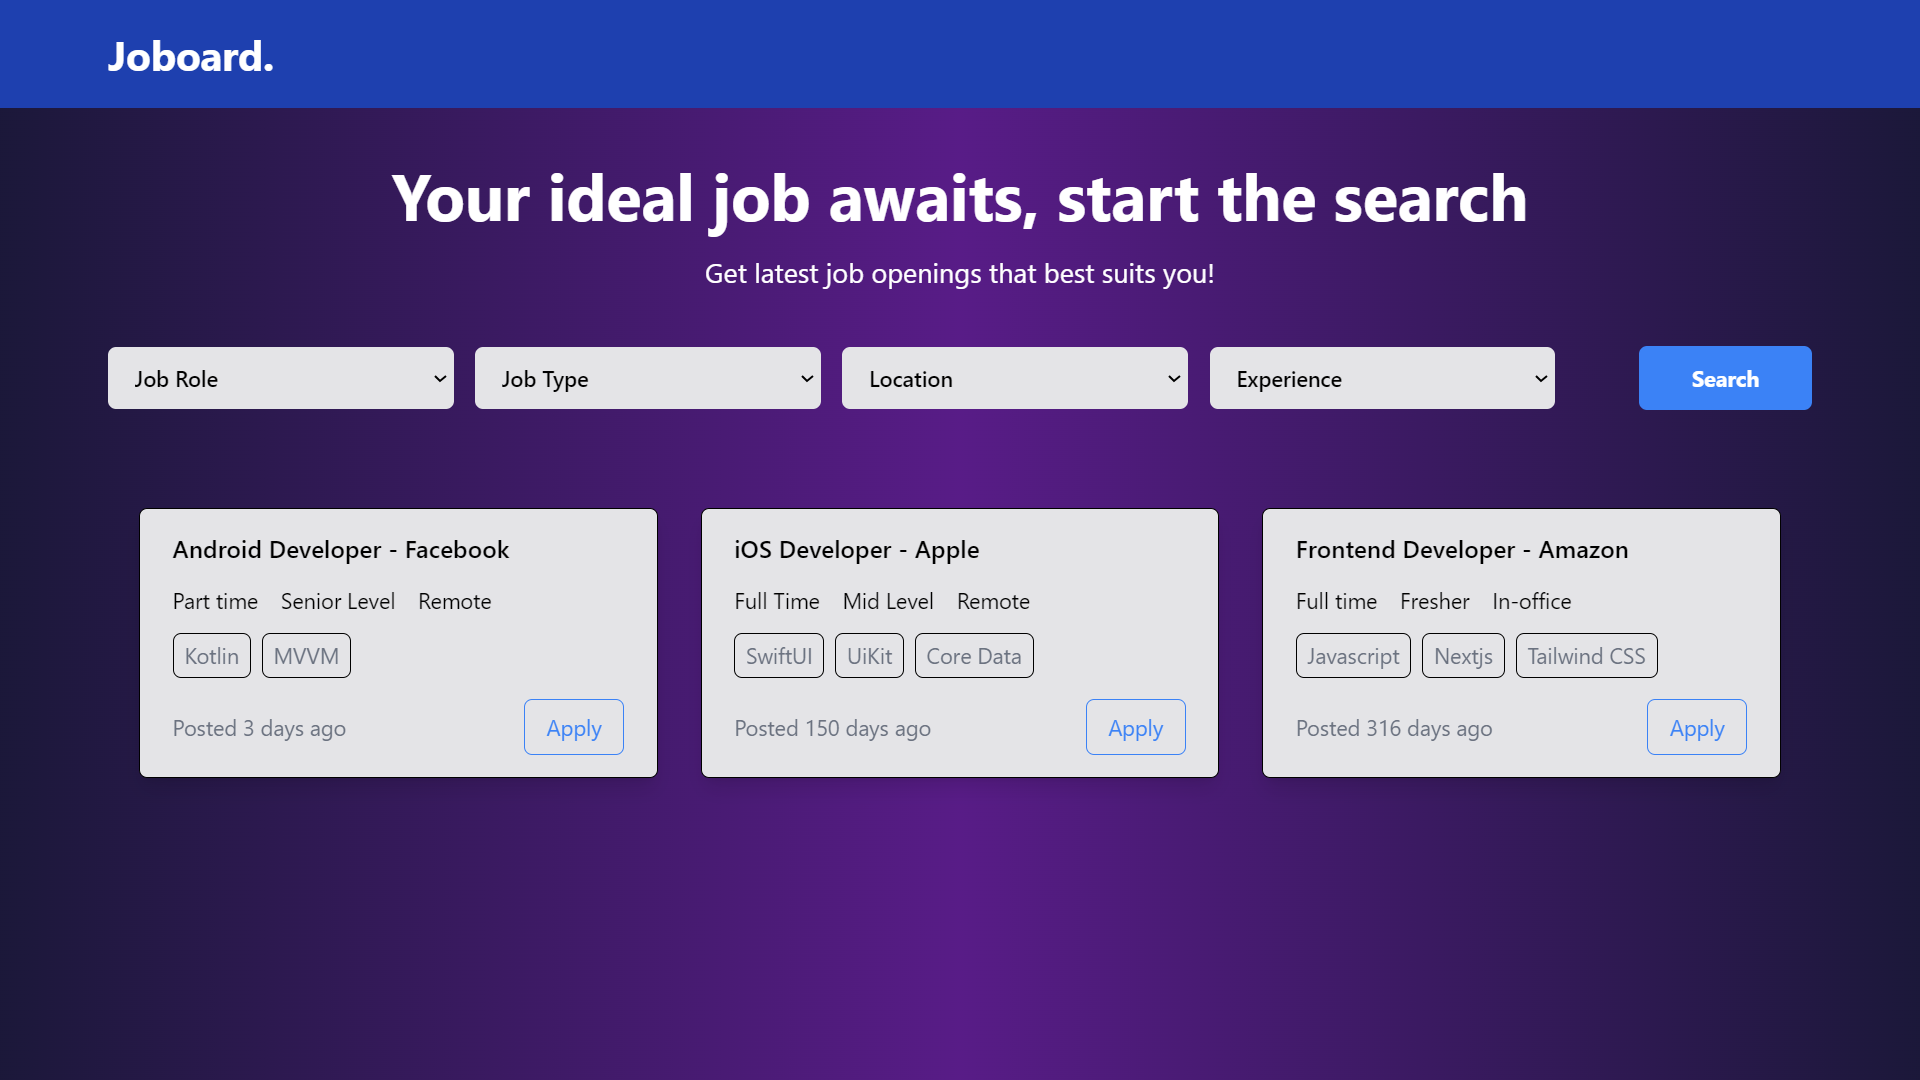 Joboard.
Your ideal job awaits, start the search
Get latest job openings that best suits you!
Job Role
Job Type
Location
Experience
Search
Android Developer - Facebook
Part time Senior Level Remote
Kotlin MVVM
Posted 3 days ago
Apply
iOS Developer - Apple
Full Time Mid Level Remote
SwiftUI UiKit Core Data
Posted 150 days ago
Apply
Frontend Developer - Amazon
Full time Fresher In-office
Javascript Nextjs Tailwind CSS
Posted 316 days ago
Apply